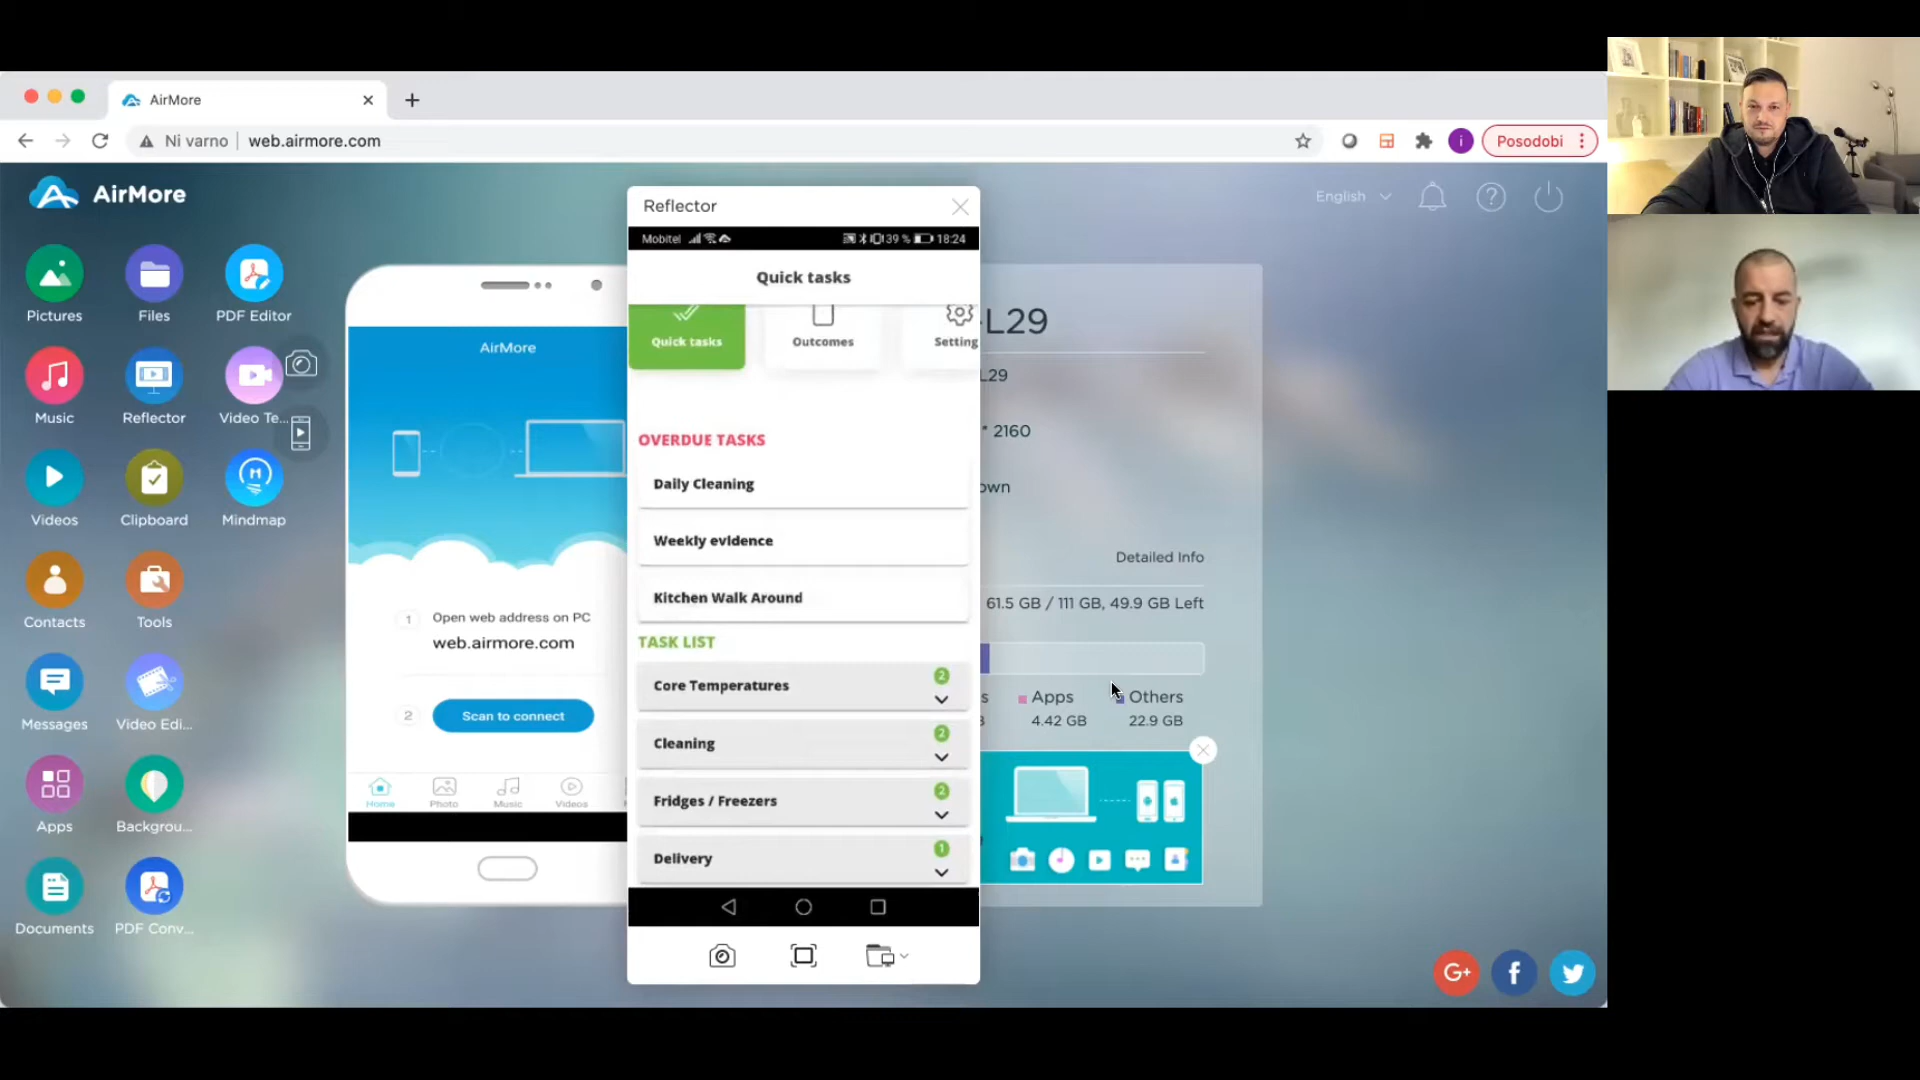 AirMore
Ni varno
web.airmore.com
i
Posodobi
AirMore
English
Pictures
Files
PDF Editor
Music
Reflector
Video Te...
Videos
Clipboard
Mindmap
Contacts
Tools
Messages
Video Edi...
Apps
Backgrou...
Documents
PDF Conv...
AirMore
1
Open web address on PC
web.airmore.com
2
Scan to connect
Home
Photo
Music
Videos
Reflector
Mobitel
39 %
18:24
Quick tasks
Quick tasks
Outcomes
Setting
OVERDUE TASKS
Daily Cleaning
Weekly evidence
Kitchen Walk Around
TASK LIST
Core Temperatures
2
Cleaning
2
Fridges / Freezers
2
Delivery
1
-L29
L29
* 2160
own
Detailed Info
61.5 GB / 111 GB, 49.9 GB Left
s
Apps
Others
4.42 GB
22.9 GB
G+
f